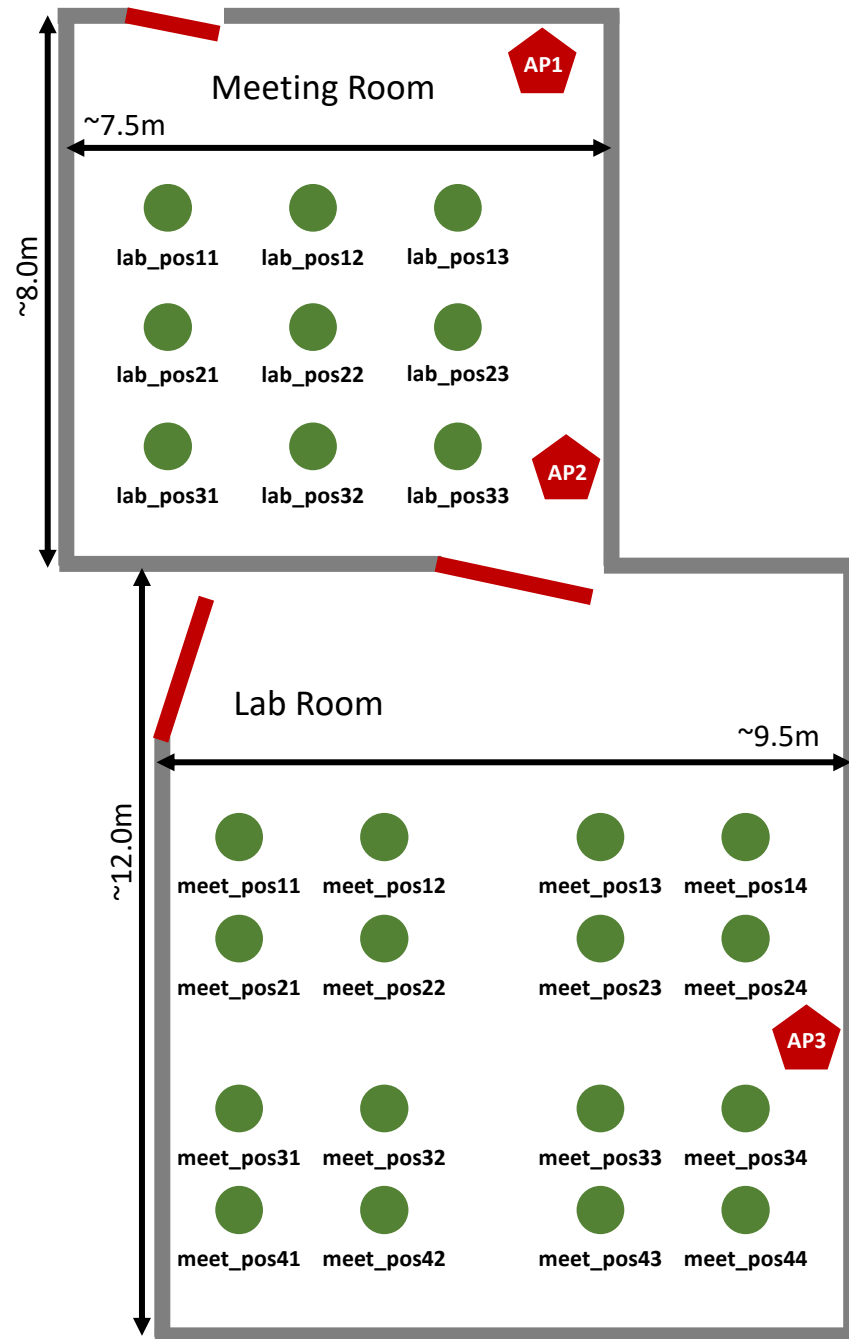 AP1
Meeting Room
~7.5m
~8.0m
lab_pos11 lab_pos12 lab_pos13
lab_pos21 lab_pos22 lab_pos23
AP2
lab_pos31 lab_pos32 lab_pos33
Lab Room
~9.5m
~12.0m
meet_pos11 meet_pos12 meet_pos13 meet_pos14
meet_pos21 meet_pos22 meet_pos23 meet_pos24
AP3
meet_pos31 meet_pos32 meet_pos33 meet_pos34
meet_pos41 meet_pos42 meet_pos43 meet_pos44